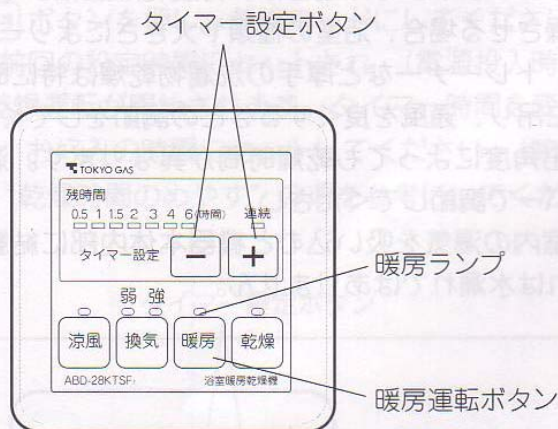 タイマー設定ボタン
TOKYO GAS
残時間
0.5 1 1.5 2 3 4 6(時間) 連続
タイマー設定 － ＋
暖房ランプ
弱 強
涼風 換気 暖房 乾燥
ABD-28KTSF 浴室暖房乾燥機
暖房運転ボタン